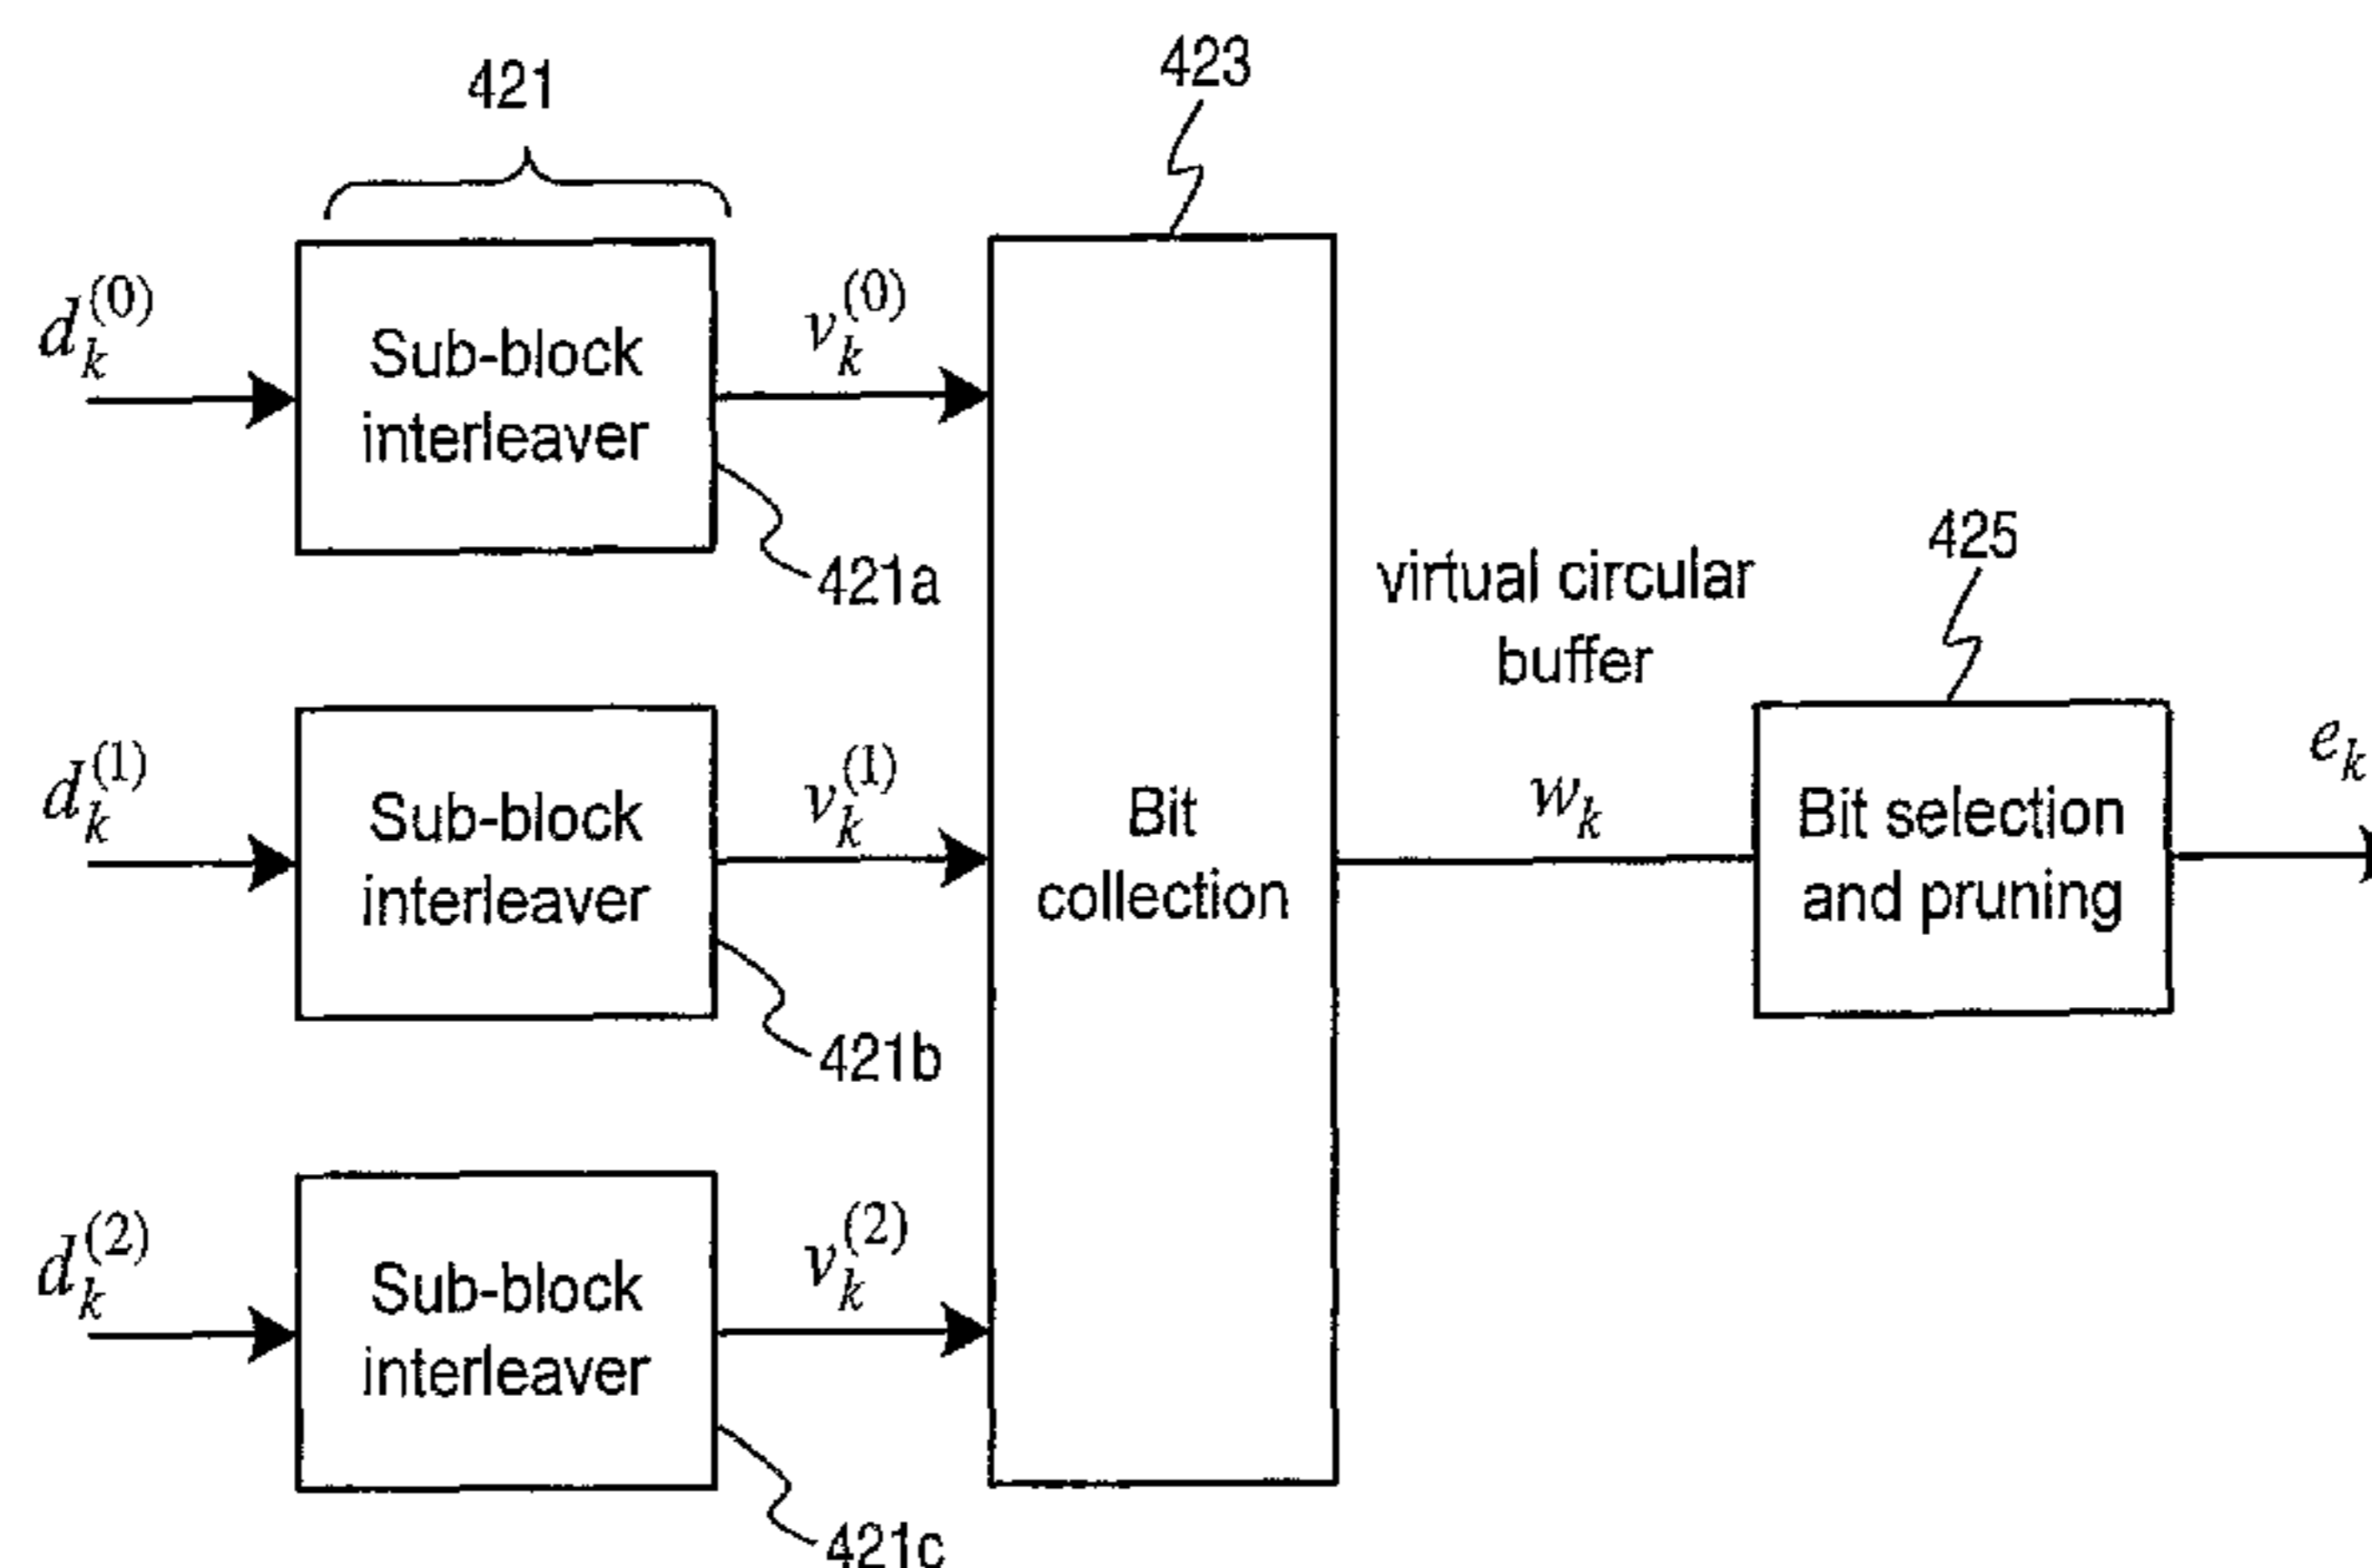 421
423
d_k^(0)
Sub-block
interleaver
v_k^(0)
421a
virtual circular
buffer
425
d_k^(1)
Sub-block
interleaver
v_k^(1)
421b
Bit
collection
w_k
Bit selection
and pruning
e_k
d_k^(2)
Sub-block
interleaver
v_k^(2)
421c